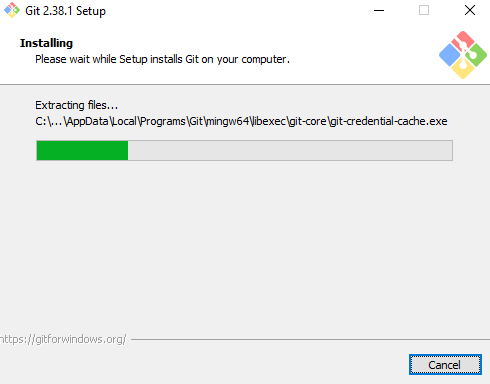 Git 2.38.1 Setup
Installing
Please wait while Setup installs Git on your computer.
Extracting files...
C:\...\AppData\Local\Programs\Git\mingw64\libexec\git-core\git-credential-cache.exe
https://gitforwindows.org/
Cancel